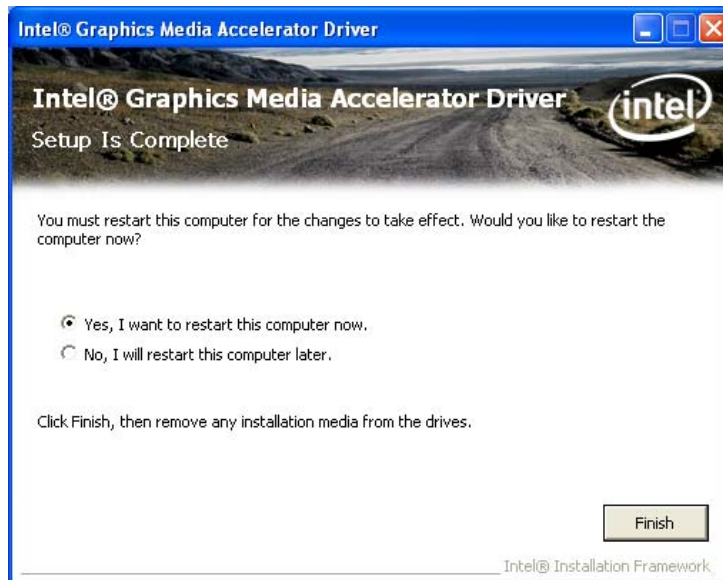 Intel® Graphics Media Accelerator Driver
Intel® Graphics Media Accelerator Driver
intel
Setup Is Complete
You must restart this computer for the changes to take effect. Would you like to restart the
computer now?
Yes, I want to restart this computer now.
No, I will restart this computer later.
Click Finish, then remove any installation media from the drives.
Finish
Intel® Installation Framework